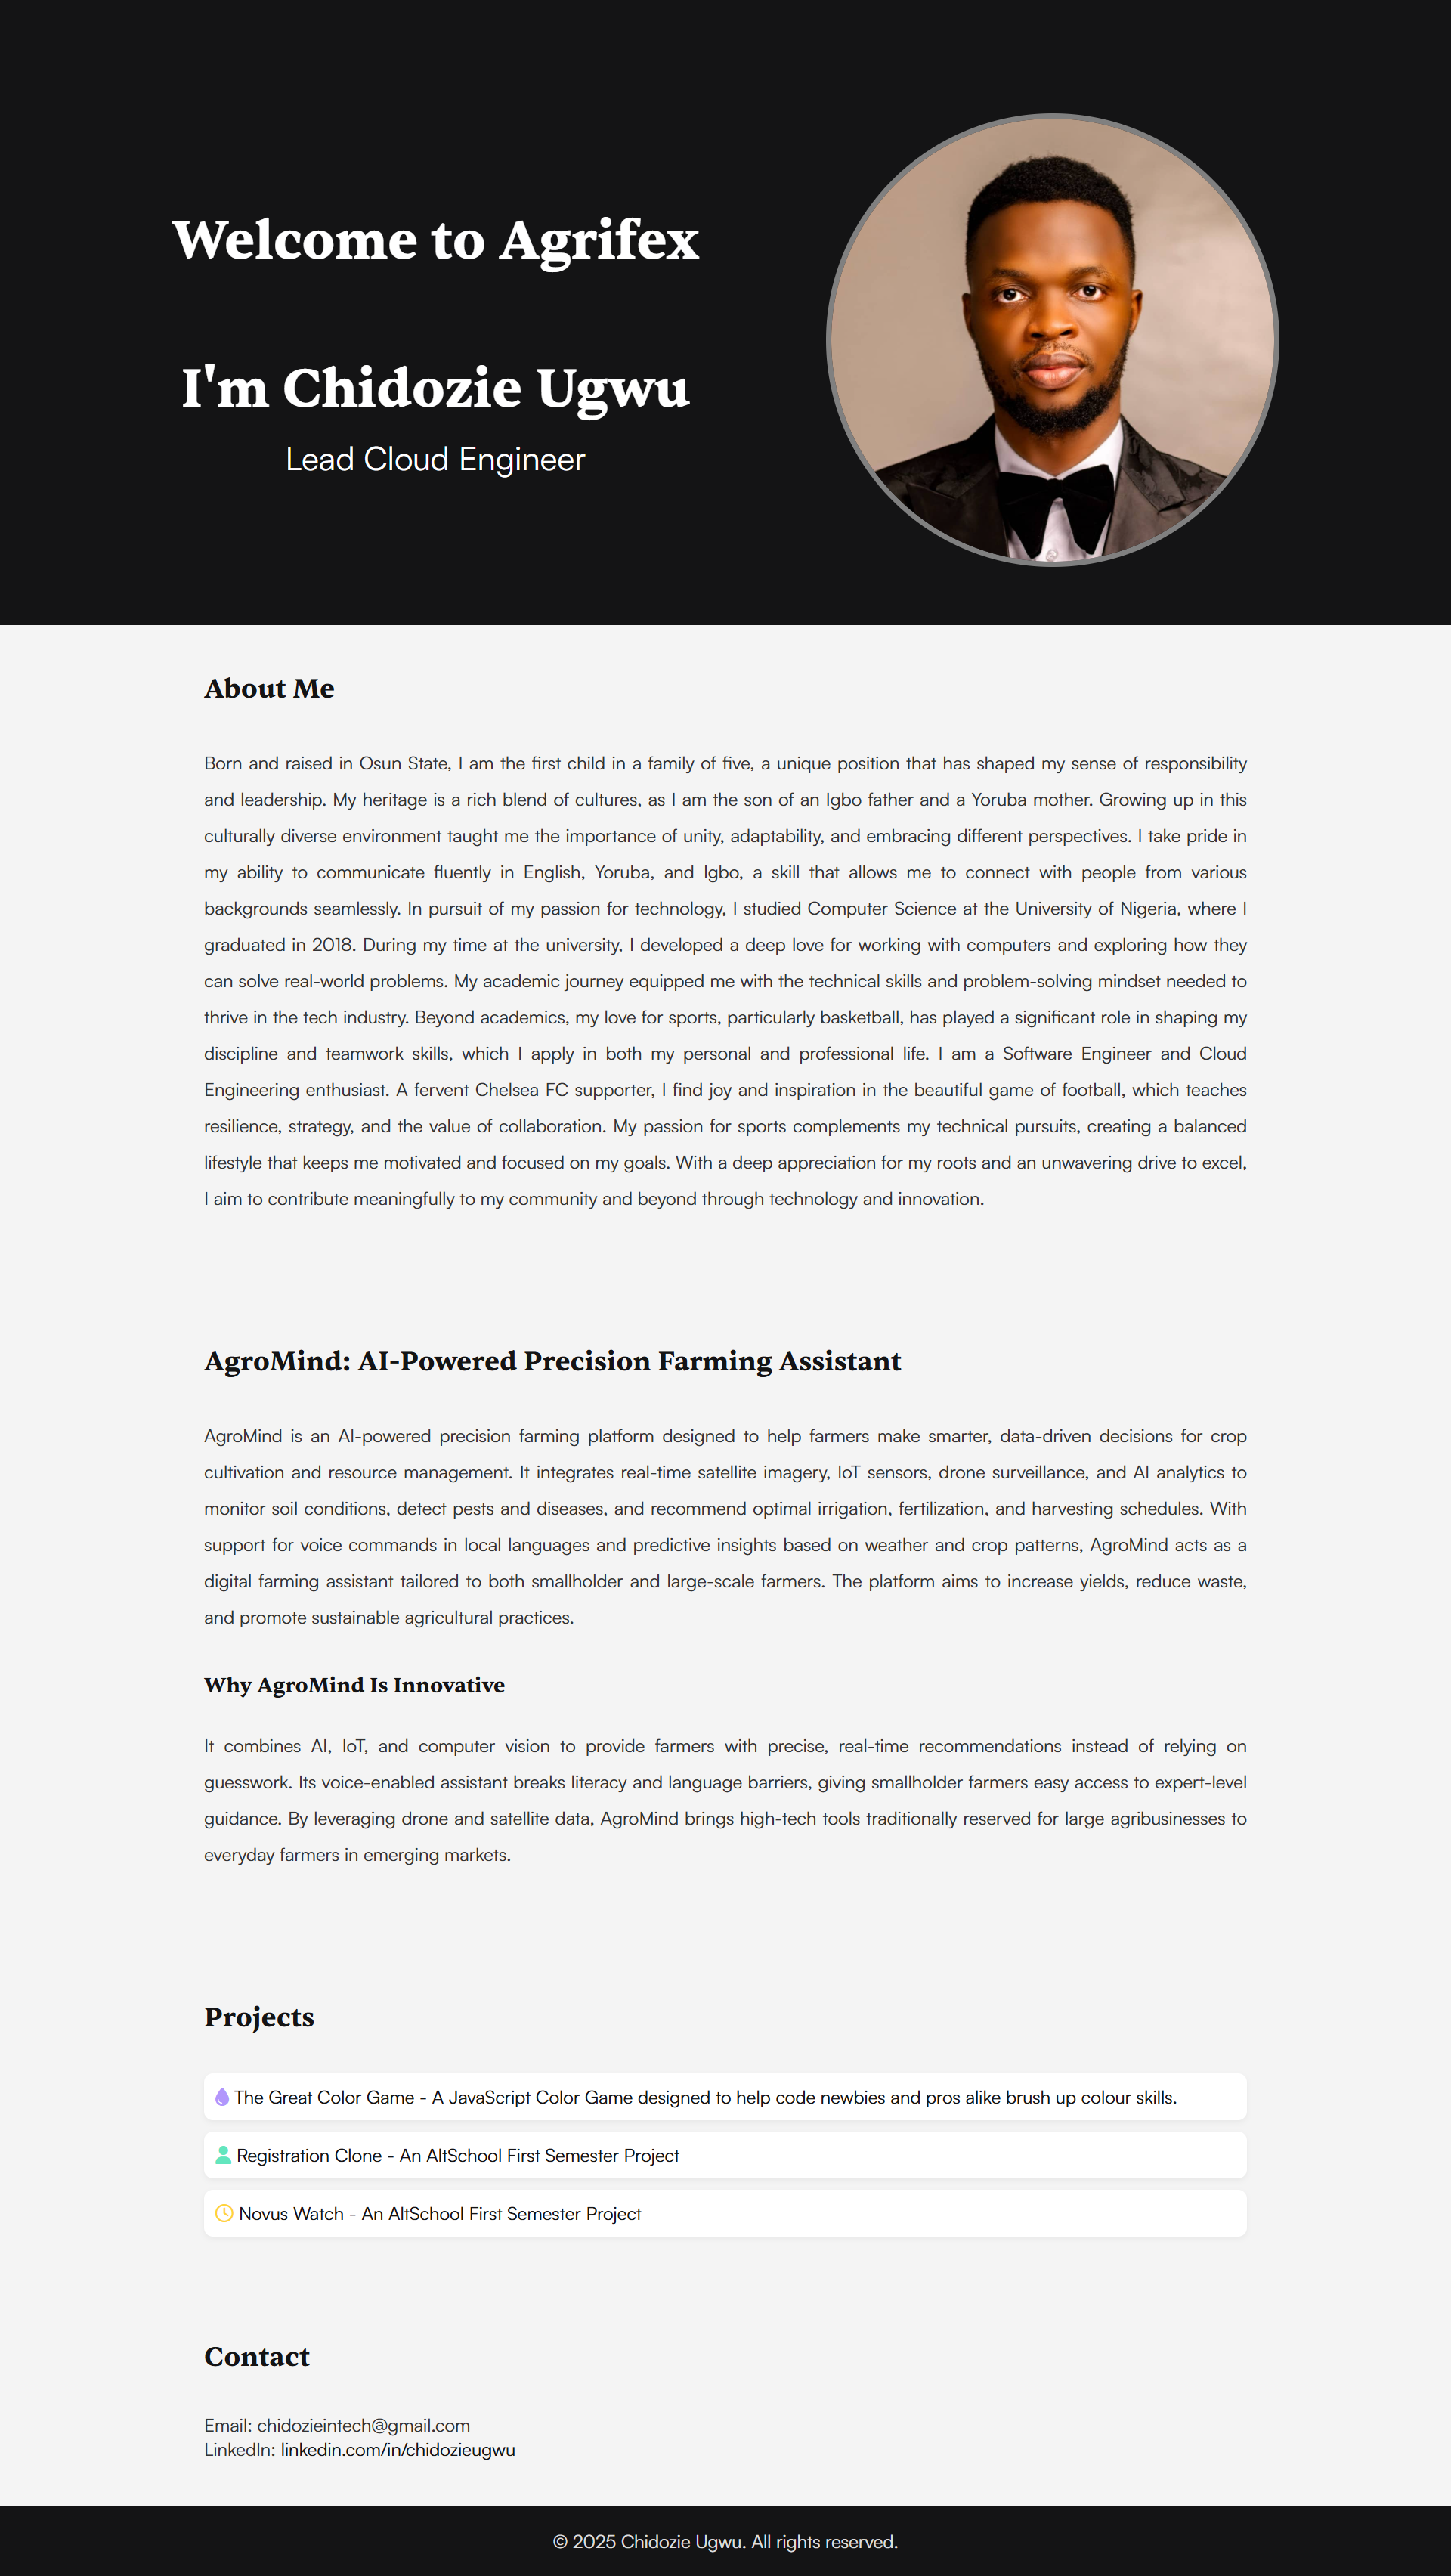 Welcome to Agrifex
I'm Chidozie Ugwu
Lead Cloud Engineer
About Me
Born and raised in Osun State, I am the first child in a family of five, a unique position that has shaped my sense of responsibility
and leadership. My heritage is a rich blend of cultures, as I am the son of an Igbo father and a Yoruba mother. Growing up in this
culturally diverse environment taught me the importance of unity, adaptability, and embracing different perspectives. I take pride in
my ability to communicate fluently in English, Yoruba, and Igbo, a skill that allows me to connect with people from various
backgrounds seamlessly. In pursuit of my passion for technology, I studied Computer Science at the University of Nigeria, where I
graduated in 2018. During my time at the university, I developed a deep love for working with computers and exploring how they
can solve real-world problems. My academic journey equipped me with the technical skills and problem-solving mindset needed to
thrive in the tech industry. Beyond academics, my love for sports, particularly basketball, has played a significant role in shaping my
discipline and teamwork skills, which I apply in both my personal and professional life. I am a Software Engineer and Cloud
Engineering enthusiast. A fervent Chelsea FC supporter, I find joy and inspiration in the beautiful game of football, which teaches
resilience, strategy, and the value of collaboration. My passion for sports complements my technical pursuits, creating a balanced
lifestyle that keeps me motivated and focused on my goals. With a deep appreciation for my roots and an unwavering drive to excel,
I aim to contribute meaningfully to my community and beyond through technology and innovation.
AgroMind: AI-Powered Precision Farming Assistant
AgroMind is an AI-powered precision farming platform designed to help farmers make smarter, data-driven decisions for crop
cultivation and resource management. It integrates real-time satellite imagery, IoT sensors, drone surveillance, and AI analytics to
monitor soil conditions, detect pests and diseases, and recommend optimal irrigation, fertilization, and harvesting schedules. With
support for voice commands in local languages and predictive insights based on weather and crop patterns, AgroMind acts as a
digital farming assistant tailored to both smallholder and large-scale farmers. The platform aims to increase yields, reduce waste,
and promote sustainable agricultural practices.
Why AgroMind Is Innovative
It combines AI, IoT, and computer vision to provide farmers with precise, real-time recommendations instead of relying on
guesswork. Its voice-enabled assistant breaks literacy and language barriers, giving smallholder farmers easy access to expert-level
guidance. By leveraging drone and satellite data, AgroMind brings high-tech tools traditionally reserved for large agribusinesses to
everyday farmers in emerging markets.
Projects
The Great Color Game - A JavaScript Color Game designed to help code newbies and pros alike brush up colour skills.
Registration Clone - An AltSchool First Semester Project
Novus Watch - An AltSchool First Semester Project
Contact
Email: chidozieintech@gmail.com
LinkedIn: linkedin.com/in/chidozieugwu
© 2025 Chidozie Ugwu. All rights reserved.